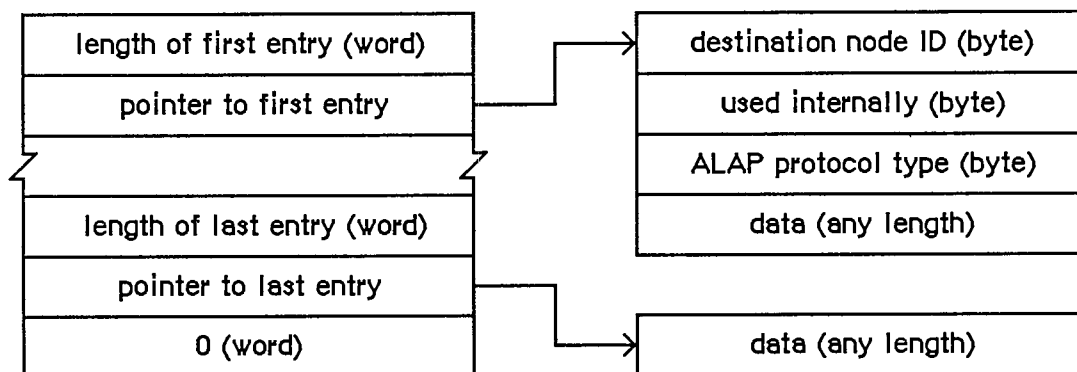 length of first entry (word)
pointer to first entry
length of last entry (word)
pointer to last entry
0 (word)
destination node ID (byte)
used internally (byte)
ALAP protocol type (byte)
data (any length)
data (any length)